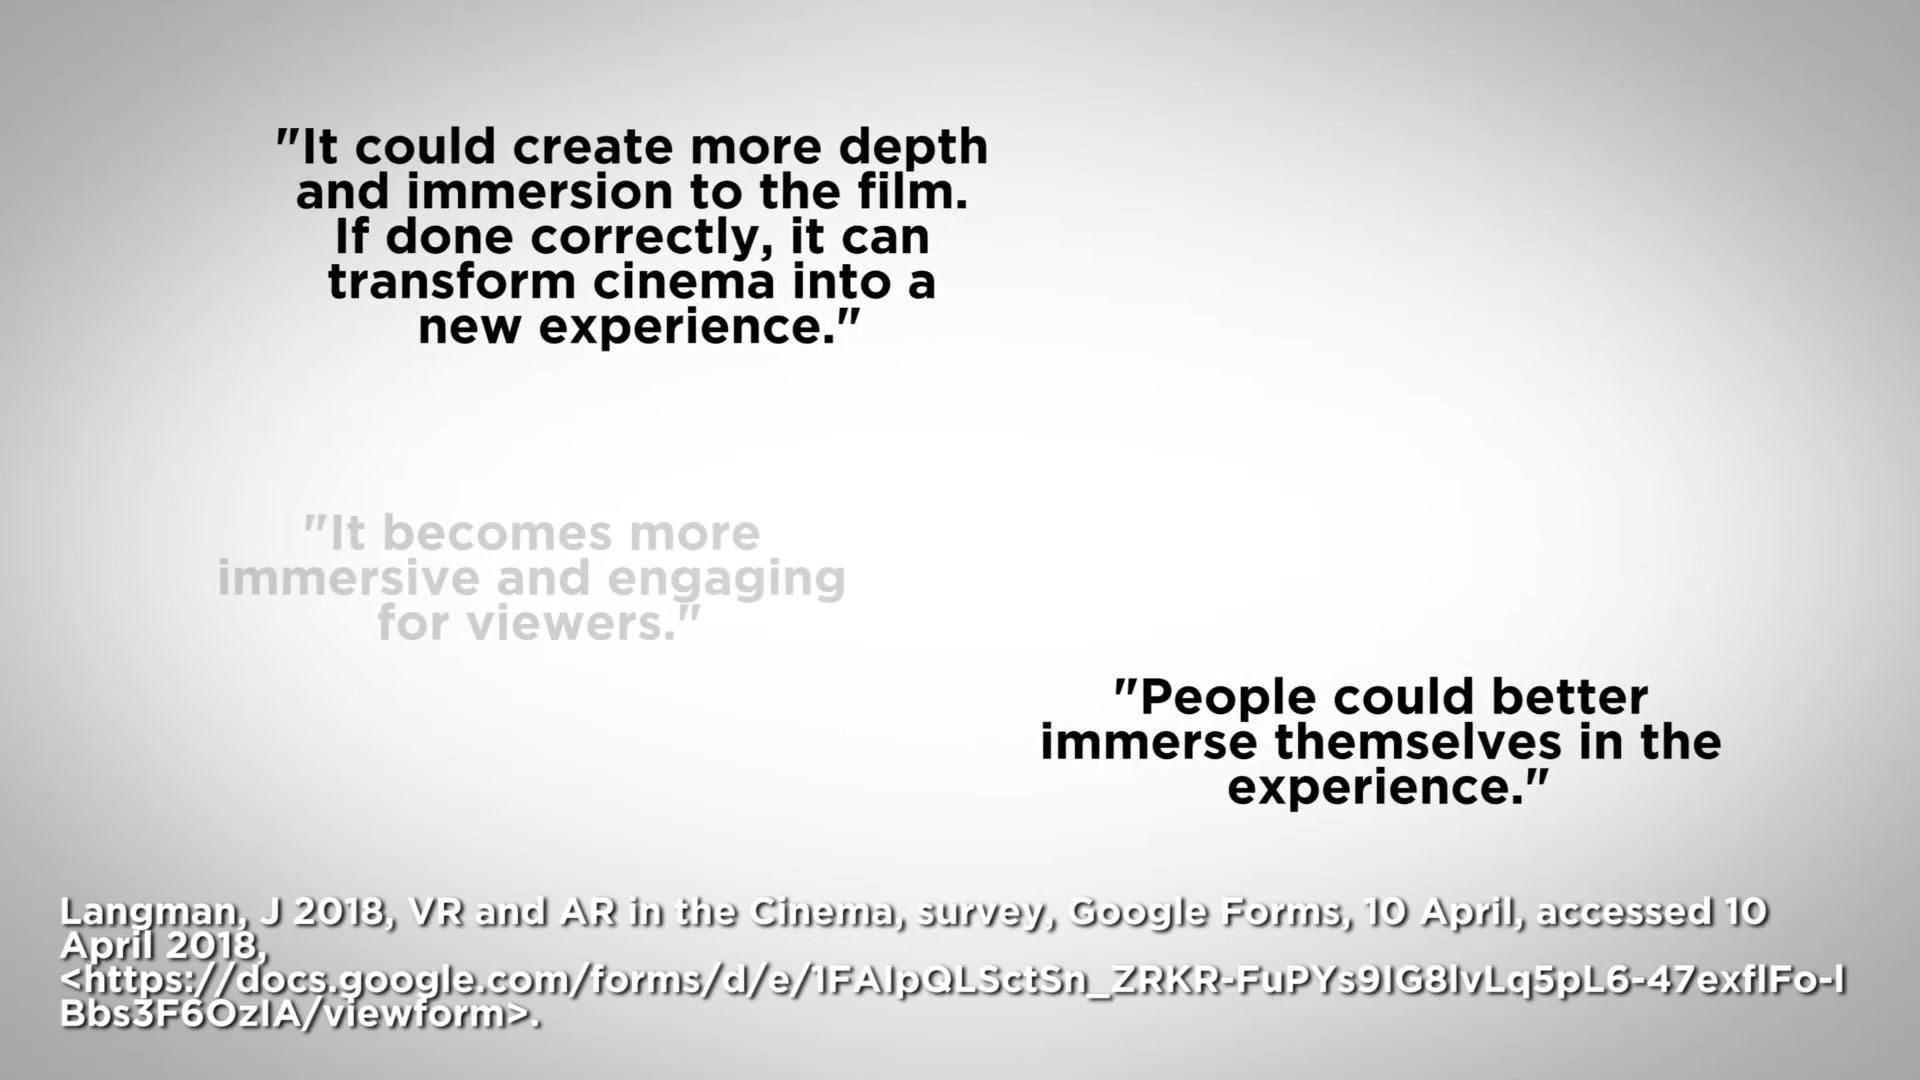 "It could create more depth
and immersion to the film.
If done correctly, it can
transform cinema into a
new experience."
"It becomes more
immersive and engaging
for viewers."
"People could better
immerse themselves in the
experience."
Langman, J 2018, VR and AR in the Cinema, survey, Google Forms, 10 April, accessed 10
April 2018,
<https://docs.google.com/forms/d/e/1FAIpQLSctSn_ZRKR-FuPYs9IG8lvLq5pL6-47exfIFo-l
Bbs3F6OzIA/viewform>.